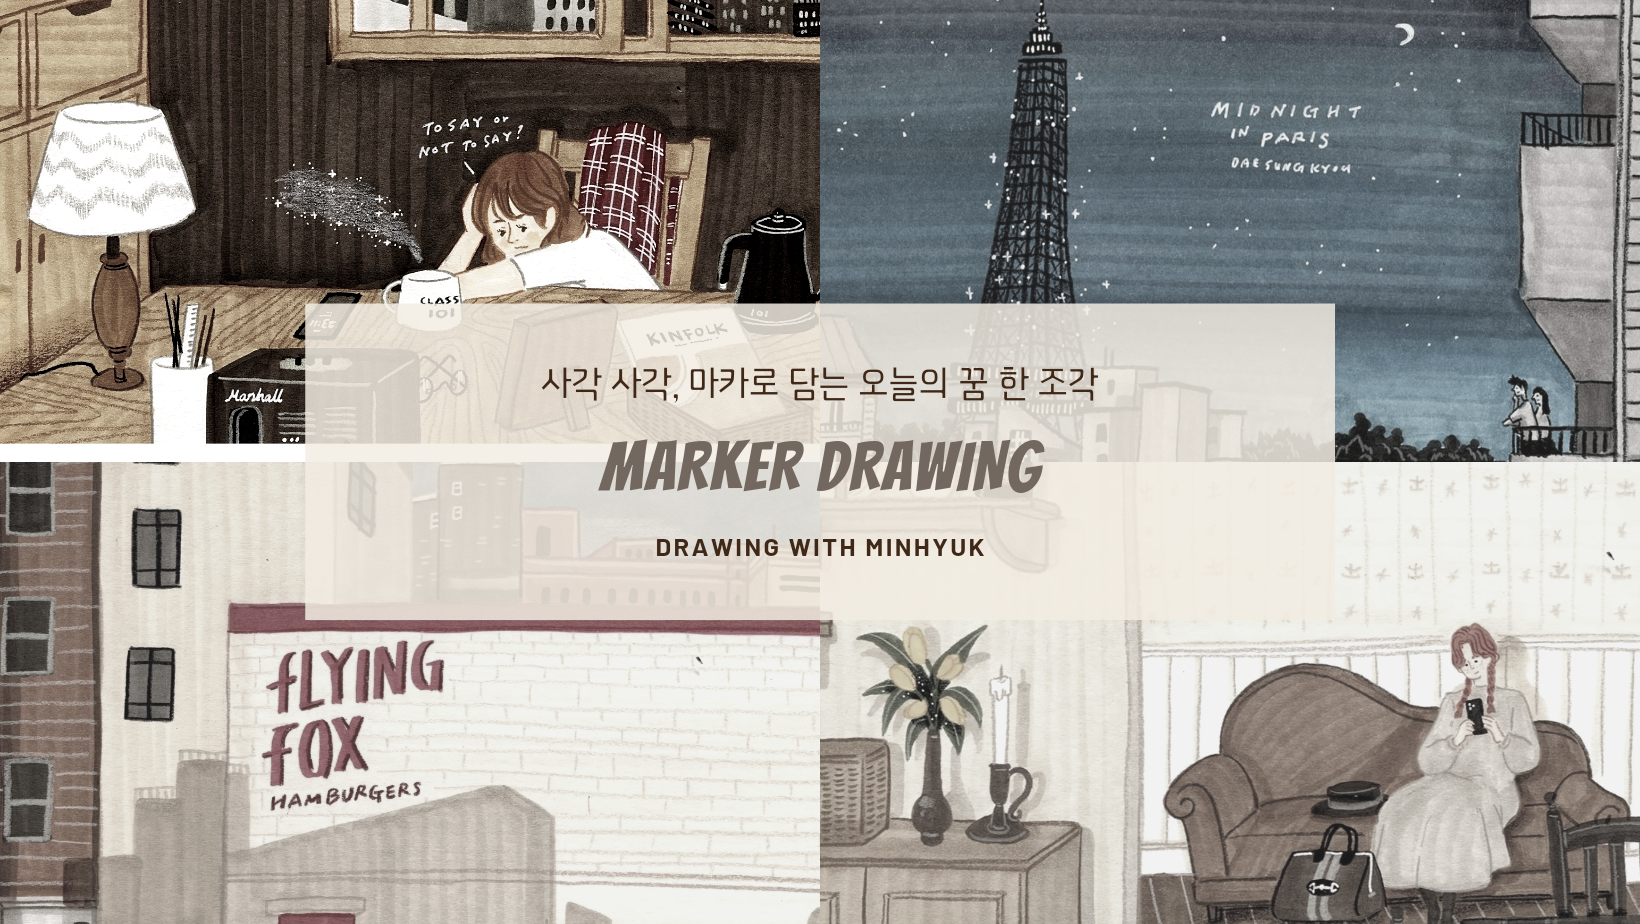 TO SAY or
NOT TO SAY?
MIDNIGHT
IN PARIS
DAE SUNG KYOU
CLASS
101
101
KINFOLK
Marshall
사각 사각, 마카로 담는 오늘의 꿈 한 조각
MARKER DRAWING
DRAWING WITH MINHYUK
fLYING
FOX
HAMBURGERS